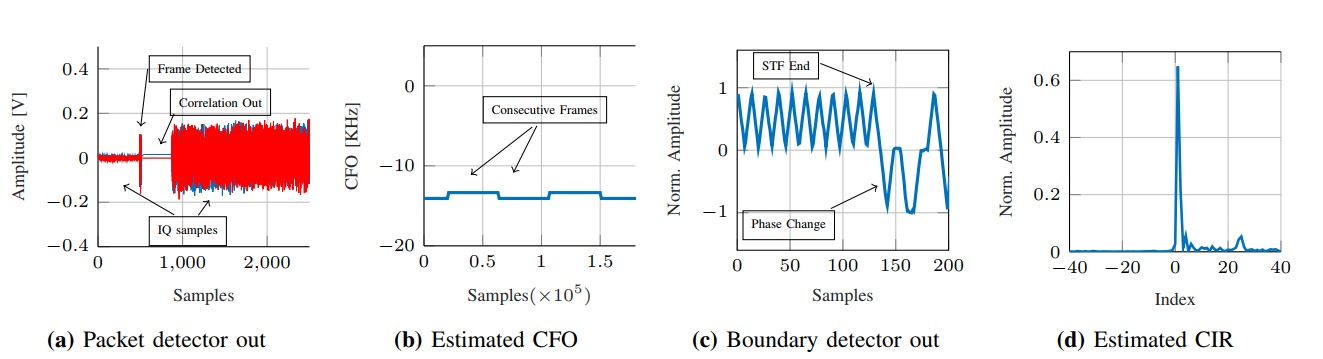 Amplitude [V]
0.4
0.2
0
−0.2
−0.4
Frame Detected
Correlation Out
IQ samples
0 1,000 2,000
Samples
(a) Packet detector out
CFO [KHz]
0
−10
−20
Consecutive Frames
0 0.5 1 1.5
Samples(×10⁵)
(b) Estimated CFO
Norm. Amplitude
1
0
−1
STF End
Phase Change
0 50 100 150 200
Samples
(c) Boundary detector out
Norm. Amplitude
0.6
0.4
0.2
0
−40 −20 0 20 40
Index
(d) Estimated CIR